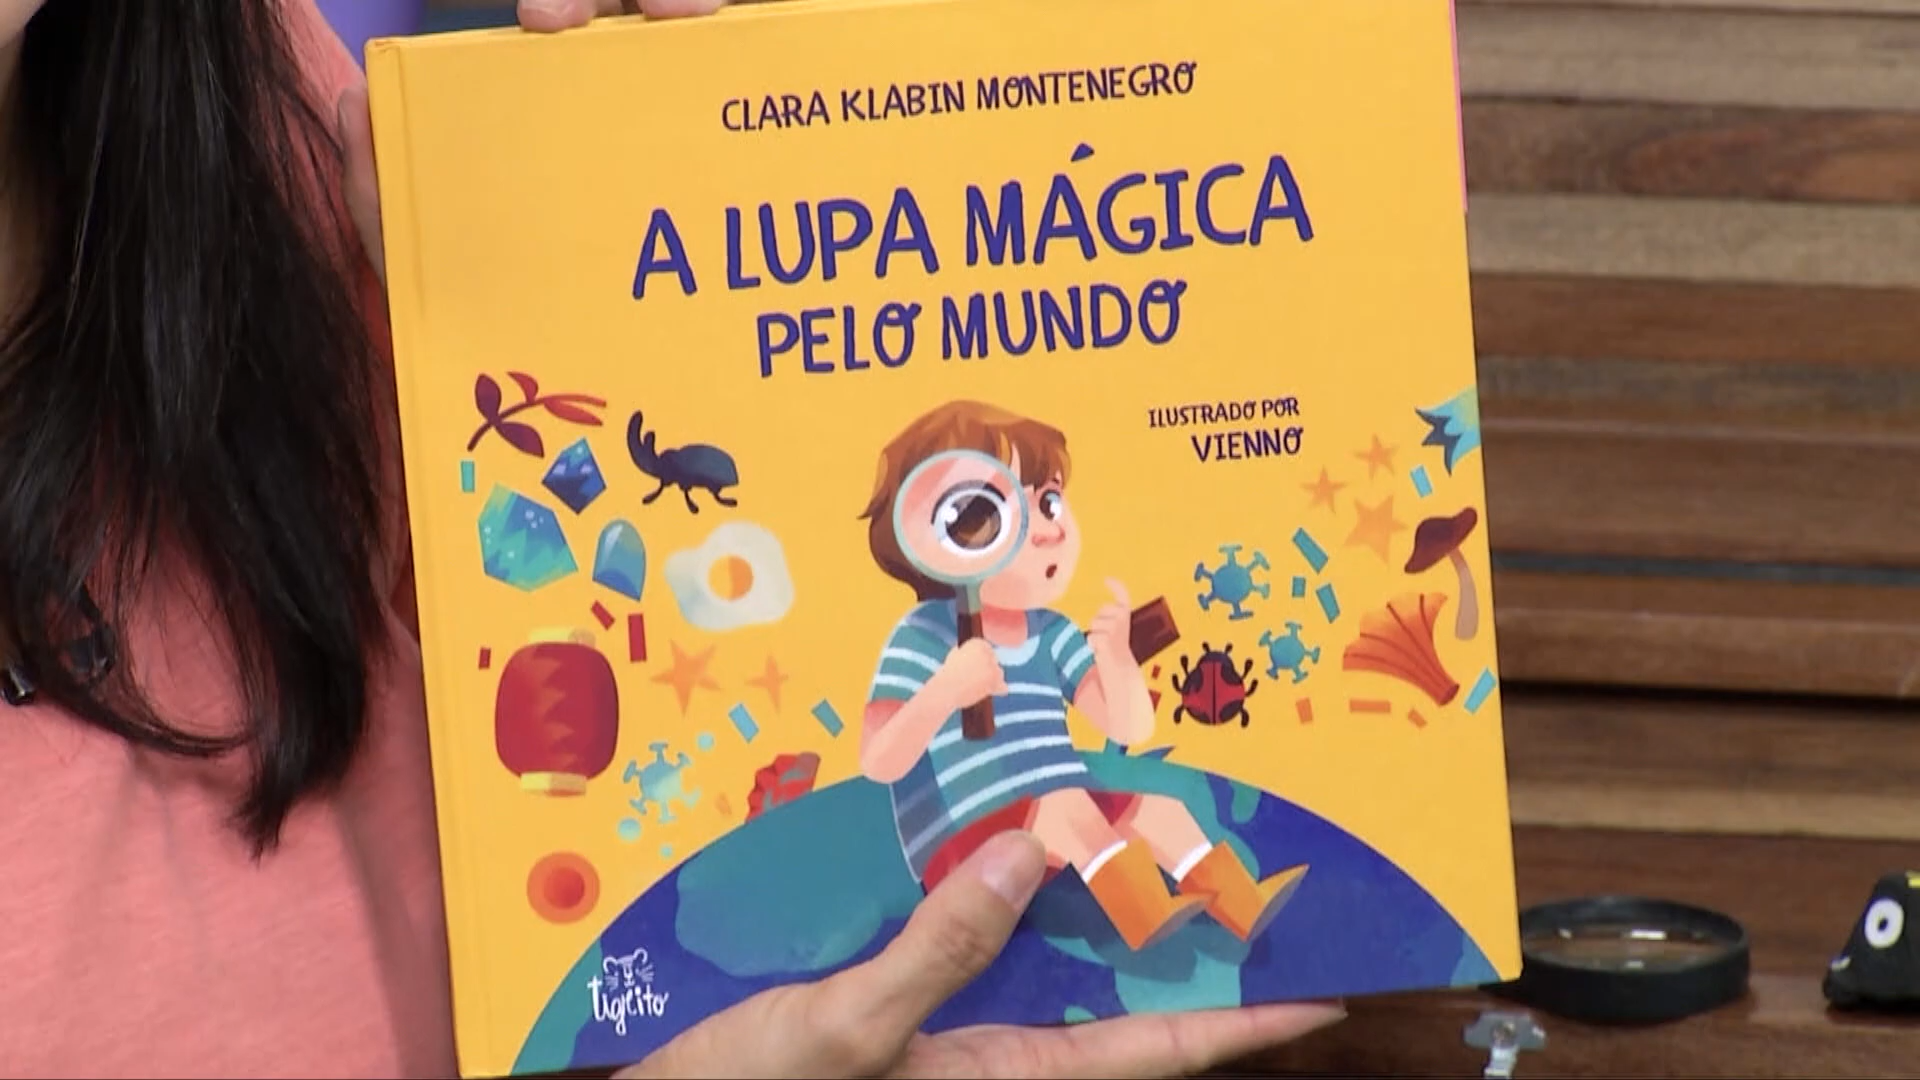 CLARA KLABIN MONTENEGRO
A LUPA MÁGICA
PELO MUNDO
ILUSTRADO POR
VIENNO
tigrito